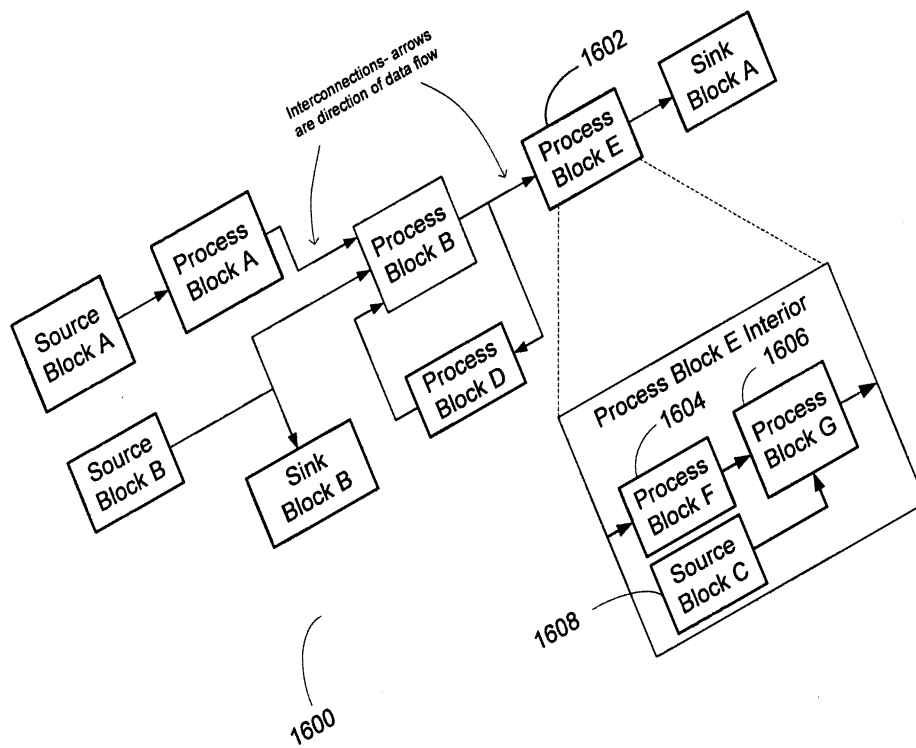 Interconnections- arrows
are direction of data flow
1602
Sink
Block A
Process
Block E
Process
Block B
Process
Block A
Source
Block A
Process
Block D
Source
Block B
Sink
Block B
Process Block E Interior
1606
1604
Process
Block G
Process
Block F
Source
Block C
1608
1600